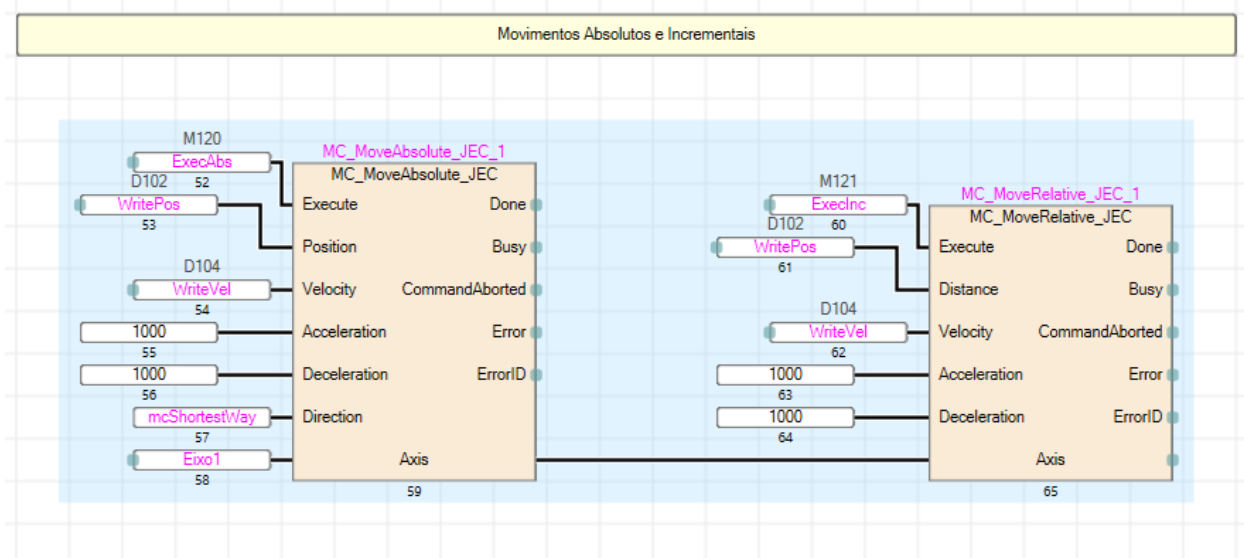 Movimentos Absolutos e Incrementais
M120
ExecAbs
52
D102
WritePos
53
D104
WriteVel
54
1000
55
1000
56
mcShortestWay
57
Eixo1
58
MC_MoveAbsolute_JEC_1
MC_MoveAbsolute_JEC
Execute Done
Position Busy
Velocity CommandAborted
Acceleration Error
Deceleration ErrorID
Direction
Axis
59
M121
ExecInc
60
D102
WritePos
61
D104
WriteVel
62
1000
63
1000
64
MC_MoveRelative_JEC_1
MC_MoveRelative_JEC
Execute Done
Distance Busy
Velocity CommandAborted
Acceleration Error
Deceleration ErrorID
Axis
65